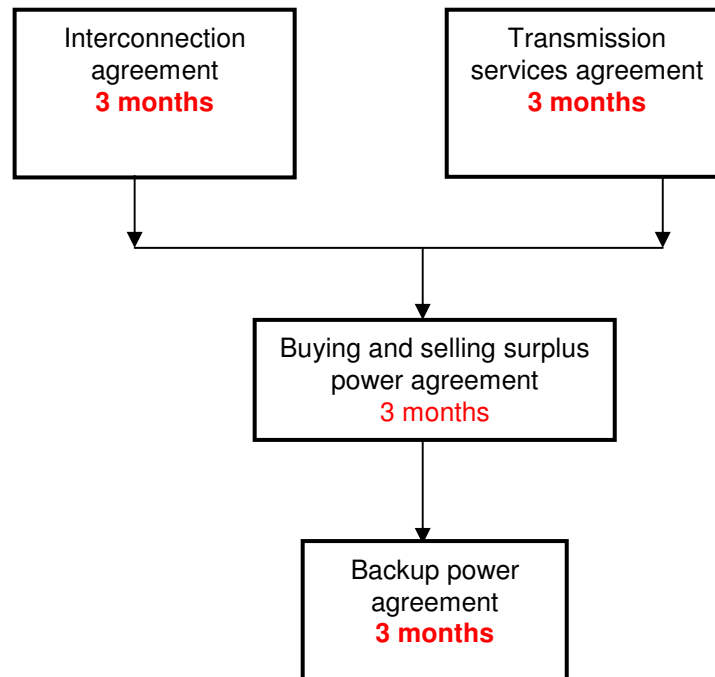 Interconnection
agreement
3 months
Transmission
services agreement
3 months
Buying and selling surplus
power agreement
3 months
Backup power
agreement
3 months